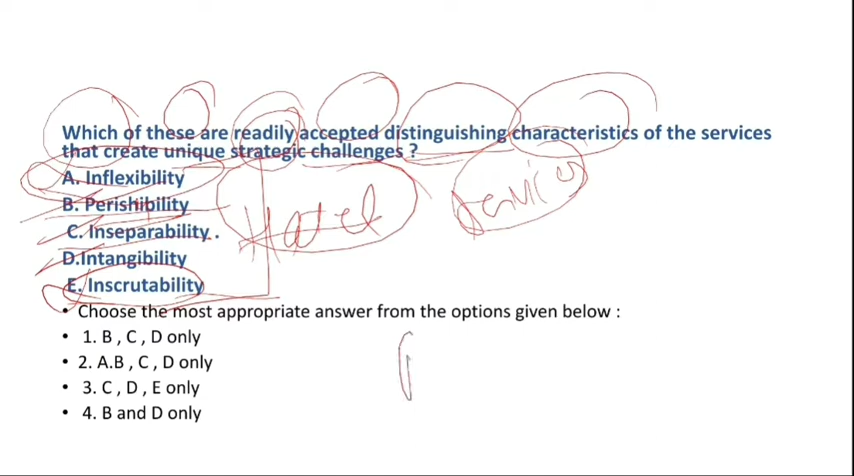 Which of these are readily accepted distinguishing characteristics of the services
that create unique strategic challenges ?
A. Inflexibility
B. Perishibility
C. Inseparability .
D.Intangibility
E. Inscrutability
Hatel
services
• Choose the most appropriate answer from the options given below :
• 1. B , C , D only
• 2. A.B , C , D only
• 3. C , D , E only
• 4. B and D only